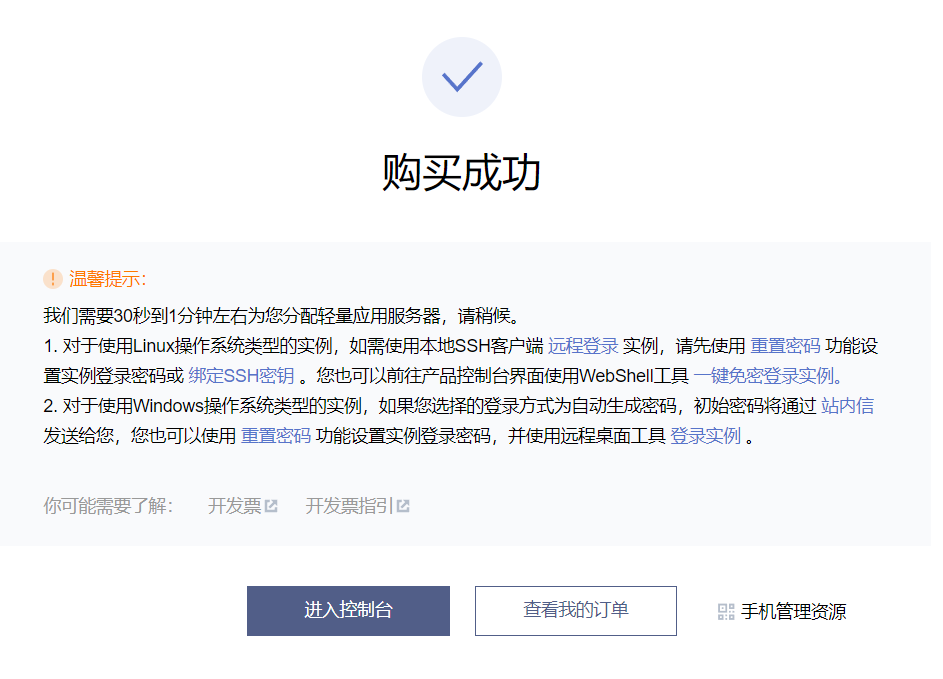 购买成功
温馨提示：
我们需要30秒到1分钟左右为您分配轻量应用服务器，请稍候。
1. 对于使用Linux操作系统类型的实例，如需使用本地SSH客户端 远程登录 实例，请先使用 重置密码 功能设
置实例登录密码或 绑定SSH密钥 。您也可以前往产品控制台界面使用WebShell工具 一键免密登录实例。
2. 对于使用Windows操作系统类型的实例，如果您选择的登录方式为自动生成密码，初始密码将通过 站内信
发送给您，您也可以使用 重置密码 功能设置实例登录密码，并使用远程桌面工具 登录实例 。
你可能需要了解： 开发票 开发票指引
进入控制台 查看我的订单 手机管理资源